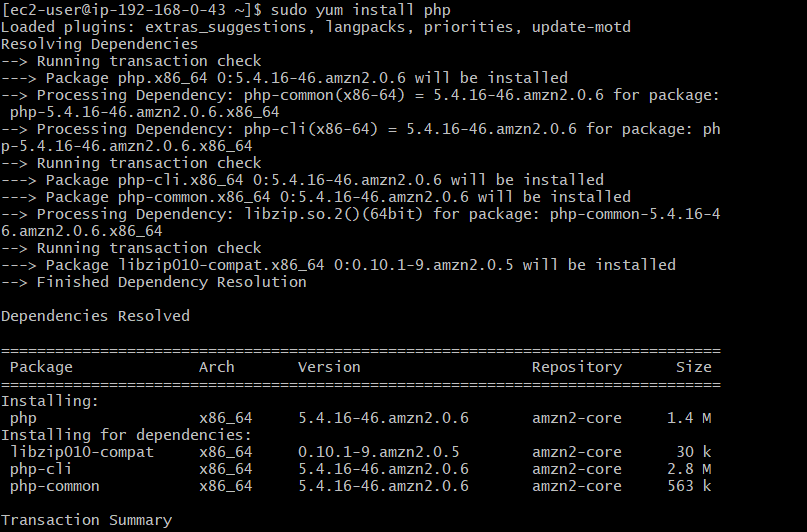 [ec2-user@ip-192-168-0-43 ~]$ sudo yum install php
Loaded plugins: extras_suggestions, langpacks, priorities, update-motd
Resolving Dependencies
--> Running transaction check
---> Package php.x86_64 0:5.4.16-46.amzn2.0.6 will be installed
--> Processing Dependency: php-common(x86-64) = 5.4.16-46.amzn2.0.6 for package:
 php-5.4.16-46.amzn2.0.6.x86_64
--> Processing Dependency: php-cli(x86-64) = 5.4.16-46.amzn2.0.6 for package: ph
p-5.4.16-46.amzn2.0.6.x86_64
--> Running transaction check
---> Package php-cli.x86_64 0:5.4.16-46.amzn2.0.6 will be installed
---> Package php-common.x86_64 0:5.4.16-46.amzn2.0.6 will be installed
--> Processing Dependency: libzip.so.2()(64bit) for package: php-common-5.4.16-4
6.amzn2.0.6.x86_64
--> Running transaction check
---> Package libzip010-compat.x86_64 0:0.10.1-9.amzn2.0.5 will be installed
--> Finished Dependency Resolution

Dependencies Resolved

================================================================================
 Package              Arch       Version                   Repository      Size
================================================================================
Installing:
 php                  x86_64     5.4.16-46.amzn2.0.6       amzn2-core     1.4 M
Installing for dependencies:
 libzip010-compat     x86_64     0.10.1-9.amzn2.0.5        amzn2-core      30 k
 php-cli              x86_64     5.4.16-46.amzn2.0.6       amzn2-core     2.8 M
 php-common           x86_64     5.4.16-46.amzn2.0.6       amzn2-core     563 k

Transaction Summary